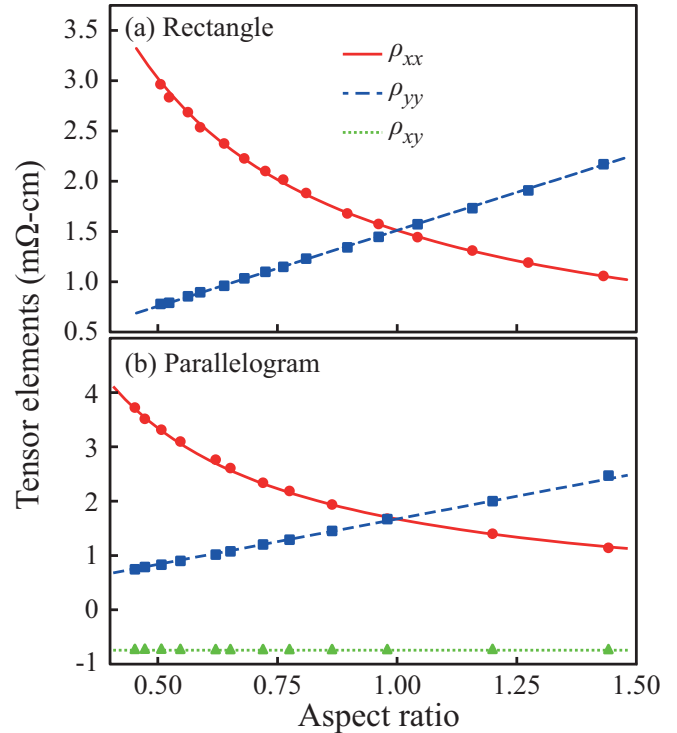 (a) Rectangle
ρxx
ρyy
ρxy
3.5
3.0
2.5
2.0
1.5
1.0
0.5
Tensor elements (mΩ-cm)
(b) Parallelogram
4
3
2
1
0
-1
0.50 0.75 1.00 1.25 1.50
Aspect ratio